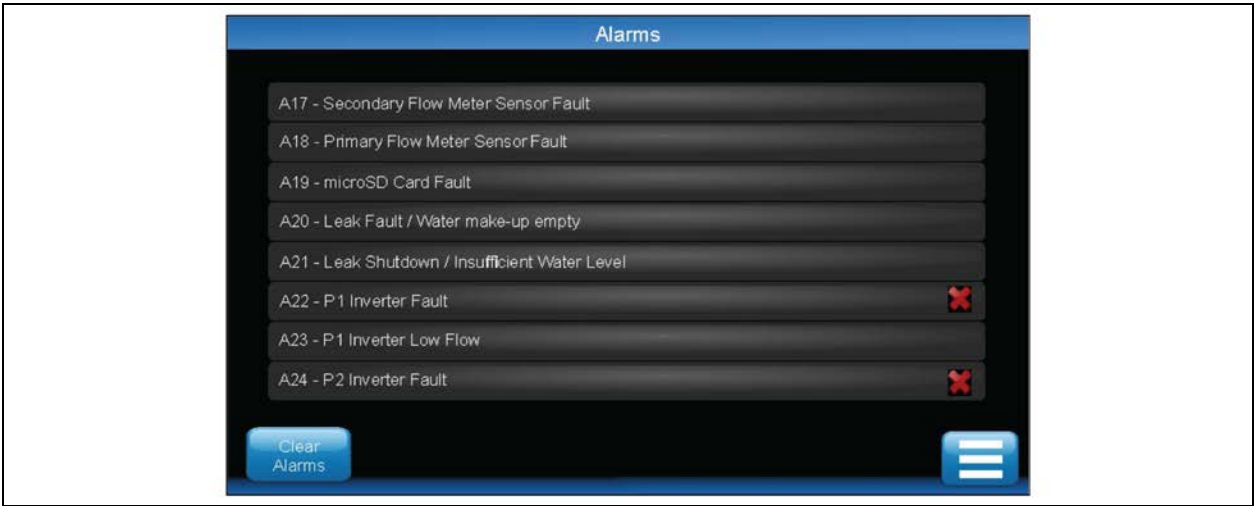 Alarms
A17 - Secondary Flow Meter Sensor Fault
A18 - Primary Flow Meter Sensor Fault
A19 - microSD Card Fault
A20 - Leak Fault / Water make-up empty
A21 - Leak Shutdown / Insufficient Water Level
A22 - P1 Inverter Fault
A23 - P1 Inverter Low Flow
A24 - P2 Inverter Fault
Clear
Alarms